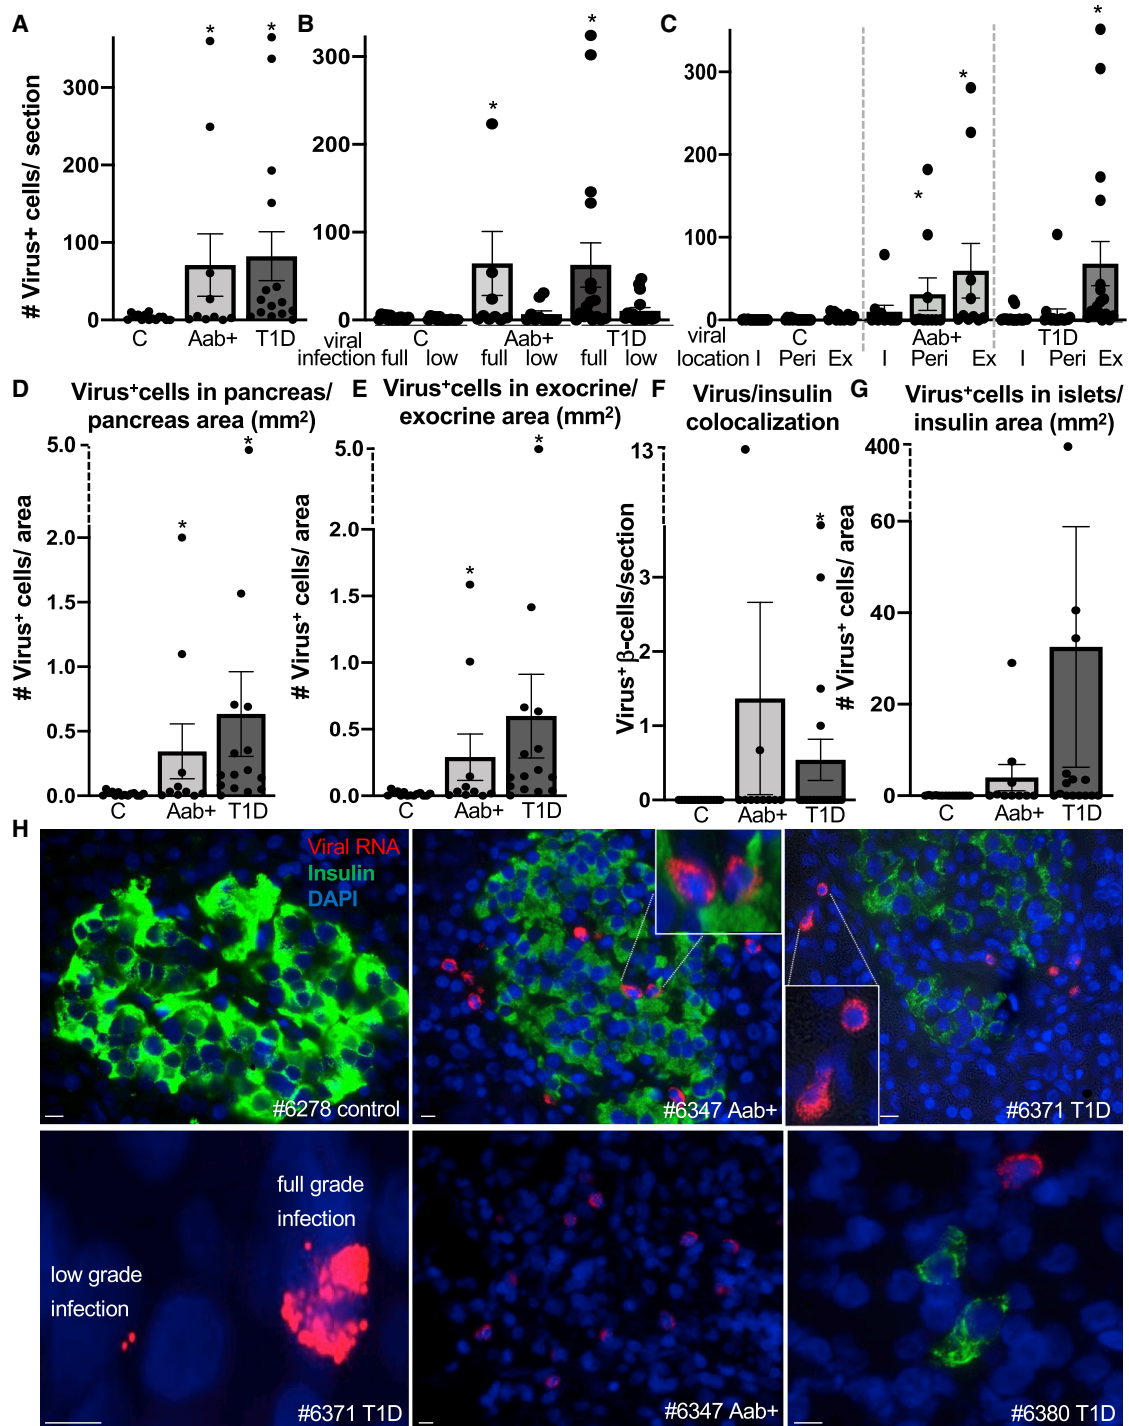 A
# Virus+ cells/ section
300
200
100
0
*
*
C
Aab+
T1D
B
300
200
100
0
*
*
C
Aab+
T1D
viral
infection
full
low
full
low
full
low
C
300
200
100
0
*
*
*
C
Aab+
T1D
viral
location
I
Peri
Ex
I
Peri
Ex
I
Peri
Ex
D
Virus⁺cells in pancreas/
pancreas area (mm²)
# Virus⁺ cells/ area
5.0
2.0
1.5
1.0
0.5
0.0
*
*
C
Aab+
T1D
E
Virus⁺cells in exocrine/
exocrine area (mm²)
# Virus⁺ cells/ area
5.0
2.0
1.5
1.0
0.5
0.0
*
*
C
Aab+
T1D
F
Virus/insulin
colocalization
Virus⁺β-cells/section
13
3
2
1
0
*
C
Aab+
T1D
G
Virus⁺cells in islets/
insulin area (mm²)
# Virus⁺ cells/ area
400
60
40
20
0
C
Aab+
T1D
H
Viral RNA
Insulin
DAPI
#6278 control
#6347 Aab+
#6371 T1D
full grade
infection
low grade
infection
#6371 T1D
#6347 Aab+
#6380 T1D